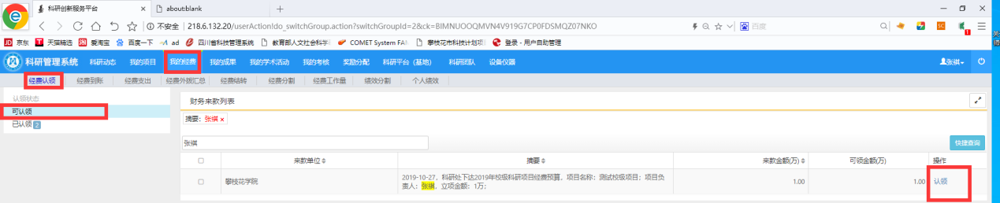 科研创新服务平台 × about:blank +
不安全 218.6.132.20/userAction!do_switchGroup.action?switchGroupId=2&ck=BIMNUOOQMVN4V919G7CP0FDSMQZ07NKO 百度
京东 天猫精选 爱淘宝 百度一下 ad 四川省科技管理系统 教育部人文社会科学 COMET System FA 攀枝花市科技计划项 登录 - 用户自助管理
科研管理系统 科研动态 我的项目 我的经费 我的成果 我的学术活动 我的考核 奖励分配 科研平台（基地） 科研团队 设备仪器 张祺
经费认领 经费到账 经费支出 经费外拨汇总 经费结转 经费分割 经费工作量 绩效分割 个人绩效
认领状态
可认领
已认领 2
财务来款列表
摘要：张祺 ×
张祺 快捷查询
来款单位 摘要 来款金额(万) 可领金额(万) 操作
攀枝花学院 2019-10-27，科研处下达2019年校级科研项目经费预算，项目名称：测试校级项目；项目负责人：张祺，立项金额：1万； 1.00 1.00 认领